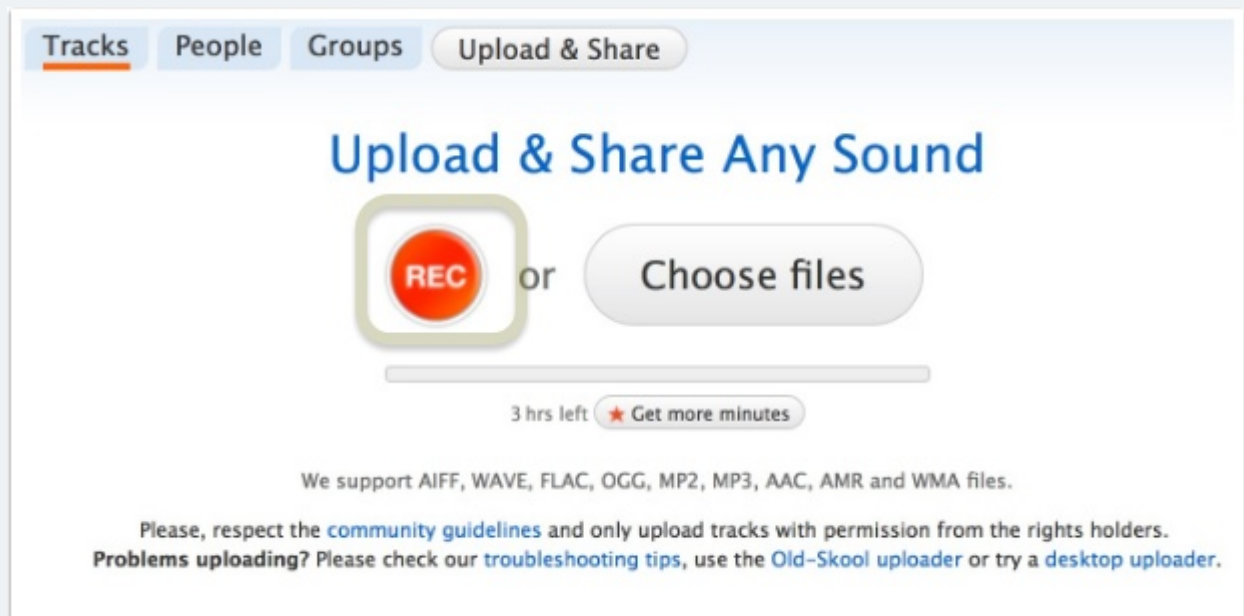 Tracks People Groups Upload & Share
Upload & Share Any Sound
REC or Choose files
3 hrs left Get more minutes
We support AIFF, WAVE, FLAC, OGG, MP2, MP3, AAC, AMR and WMA files.
Please, respect the community guidelines and only upload tracks with permission from the rights holders.
Problems uploading? Please check our troubleshooting tips, use the Old-Skool uploader or try a desktop uploader.